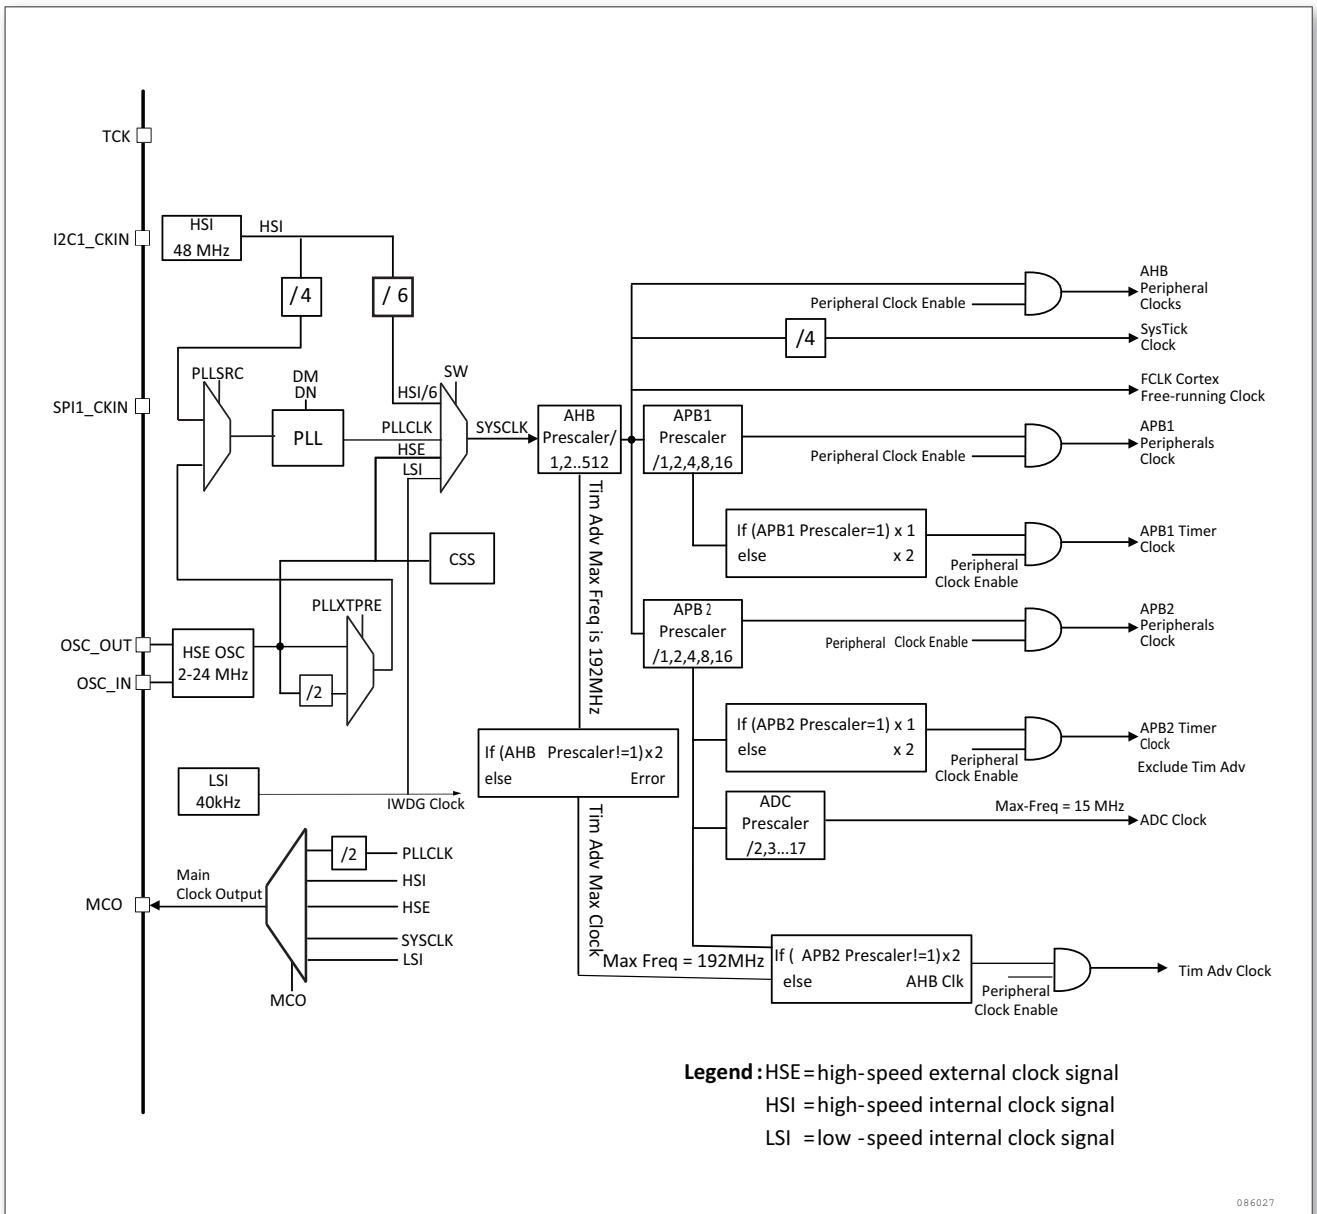 TCK
I2C1_CKIN
HSI
48 MHz
HSI
/4
/ 6
Peripheral Clock Enable
AHB
Peripheral
Clocks
/4
SysTick
Clock
FCLK Cortex
Free-running Clock
SPI1_CKIN
PLLSRC
DM
DN
PLL
SW
HSI/6
PLLCLK
HSE
LSI
SYSCLK
AHB
Prescaler/
1,2..512
APB1
Prescaler
/1,2,4,8,16
Peripheral Clock Enable
APB1
Peripherals
Clock
Tim Adv Max Freq is 192MHz
If (APB1 Prescaler=1) x 1
else x 2
Peripheral
Clock Enable
APB1 Timer
Clock
CSS
PLLXTPRE
OSC_OUT
OSC_IN
HSE OSC
2-24 MHz
/2
APB2
Prescaler
/1,2,4,8,16
Peripheral Clock Enable
APB2
Peripherals
Clock
If (APB2 Prescaler=1) x 1
else x 2
Peripheral
Clock Enable
APB2 Timer
Clock
Exclude Tim Adv
If (AHB Prescaler!=1)x2
else Error
LSI
40kHz
IWDG Clock
ADC
Prescaler
/2,3...17
Max-Freq = 15 MHz
ADC Clock
Tim Adv Max Clock
/2
PLLCLK
HSI
HSE
SYSCLK
LSI
Main
Clock Output
MCO
MCO
Max Freq = 192MHz
If ( APB2 Prescaler!=1)x2
else AHB Clk
Peripheral
Clock Enable
Tim Adv Clock
Legend : HSE = high-speed external clock signal
HSI = high-speed internal clock signal
LSI = low -speed internal clock signal
086027